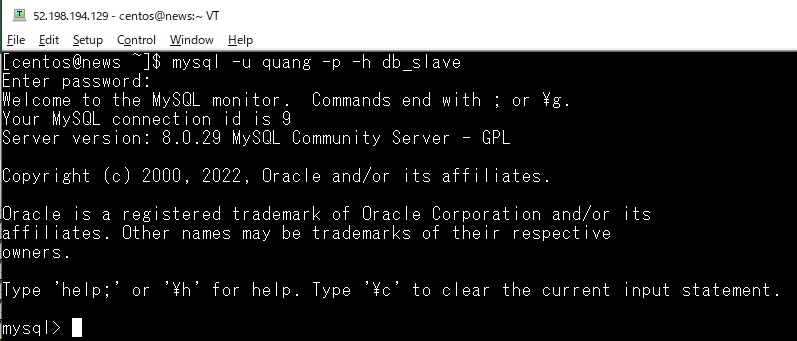 52.198.194.129 - centos@news:~ VT
File Edit Setup Control Window Help
[centos@news ~]$ mysql -u quang -p -h db_slave
Enter password:
Welcome to the MySQL monitor.  Commands end with ; or ¥g.
Your MySQL connection id is 9
Server version: 8.0.29 MySQL Community Server - GPL
Copyright (c) 2000, 2022, Oracle and/or its affiliates.
Oracle is a registered trademark of Oracle Corporation and/or its
affiliates. Other names may be trademarks of their respective
owners.
Type 'help;' or '¥h' for help. Type '¥c' to clear the current input statement.
mysql>